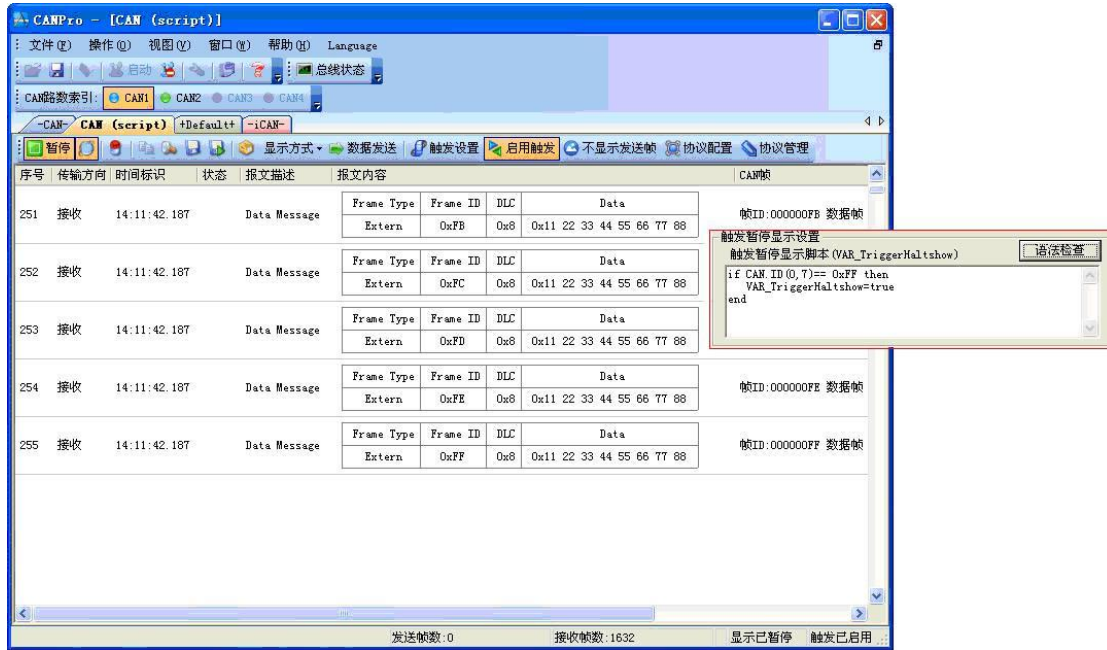 CANPro - [CAN (script)]
文件(F) 操作(O) 视图(V) 窗口(W) 帮助(H) Language
启动 总线状态
CAN路数索引: CAN1 CAN2 CAN3 CAN4
-CAN- CAN (script) +Default+ -iCAN-
暂停 显示方式 数据发送 触发设置 启用触发 不显示发送帧 协议配置 协议管理
序号 传输方向 时间标识 状态 报文描述 报文内容 CAN帧
Frame Type Frame ID DLC Data
251 接收 14:11:42.187 Data Message 帧ID:000000FB 数据帧
Extern 0xFB 0x8 0x11 22 33 44 55 66 77 88
Frame Type Frame ID DLC Data
252 接收 14:11:42.187 Data Message
Extern 0xFC 0x8 0x11 22 33 44 55 66 77 88
Frame Type Frame ID DLC Data
253 接收 14:11:42.187 Data Message
Extern 0xFD 0x8 0x11 22 33 44 55 66 77 88
Frame Type Frame ID DLC Data
254 接收 14:11:42.187 Data Message 帧ID:000000FE 数据帧
Extern 0xFE 0x8 0x11 22 33 44 55 66 77 88
Frame Type Frame ID DLC Data
255 接收 14:11:42.187 Data Message 帧ID:000000FF 数据帧
Extern 0xFF 0x8 0x11 22 33 44 55 66 77 88
触发暂停显示设置
触发暂停显示脚本(VAR_TriggerHaltshow) 语法检查
if CAN.ID(0,7)== 0xFF then
VAR_TriggerHaltshow=true
end
发送帧数:0 接收帧数:1632 显示已暂停 触发已启用